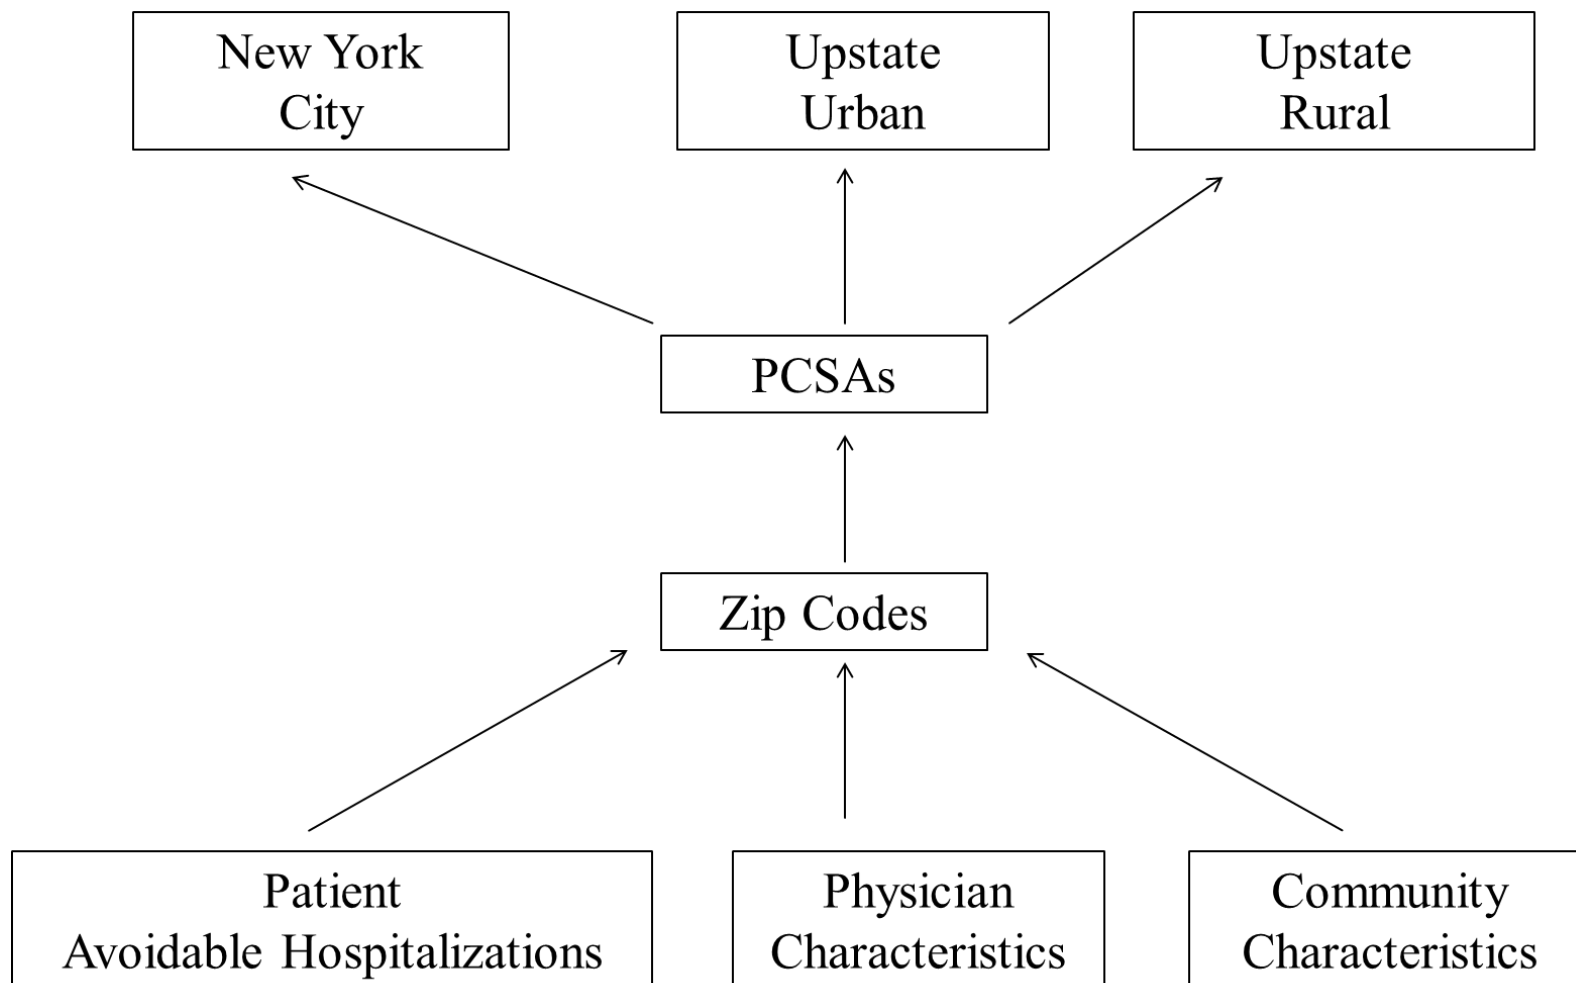 New York
City
Upstate
Urban
Upstate
Rural
PCSAs
Zip Codes
Patient
Avoidable Hospitalizations
Physician
Characteristics
Community
Characteristics